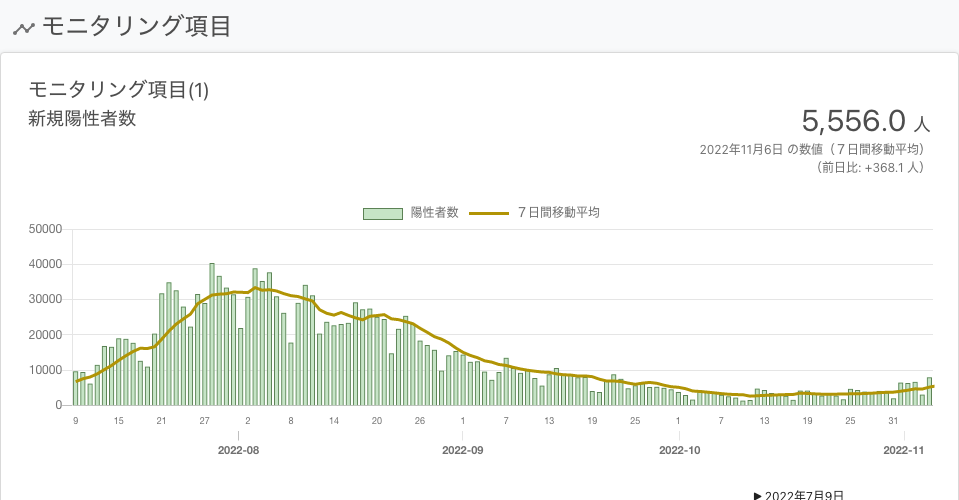 モニタリング項目
モニタリング項目(1)
新規陽性者数
5,556.0 人
2022年11月6日 の数値（７日間移動平均）
（前日比: +368.1 人）
陽性者数 ７日間移動平均
50000
40000
30000
20000
10000
0
9 15 21 27 2 8 14 20 26 1 7 13 19 25 1 7 13 19 25 31
2022-08 2022-09 2022-10 2022-11
▶ 2022年7月9日